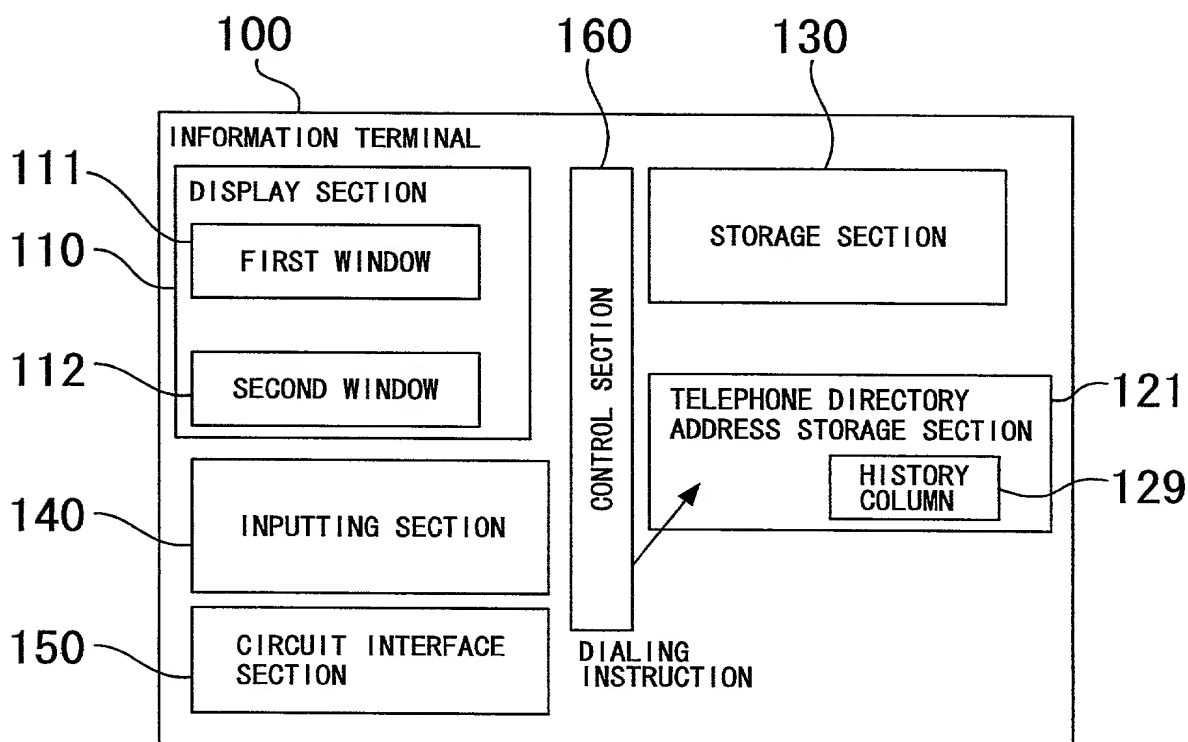 100
160
130
INFORMATION TERMINAL
111
DISPLAY SECTION
110
FIRST WINDOW
STORAGE SECTION
112
SECOND WINDOW
CONTROL SECTION
TELEPHONE DIRECTORY
ADDRESS STORAGE SECTION
121
HISTORY
COLUMN
129
140
INPUTTING SECTION
150
CIRCUIT INTERFACE
SECTION
DIALING
INSTRUCTION